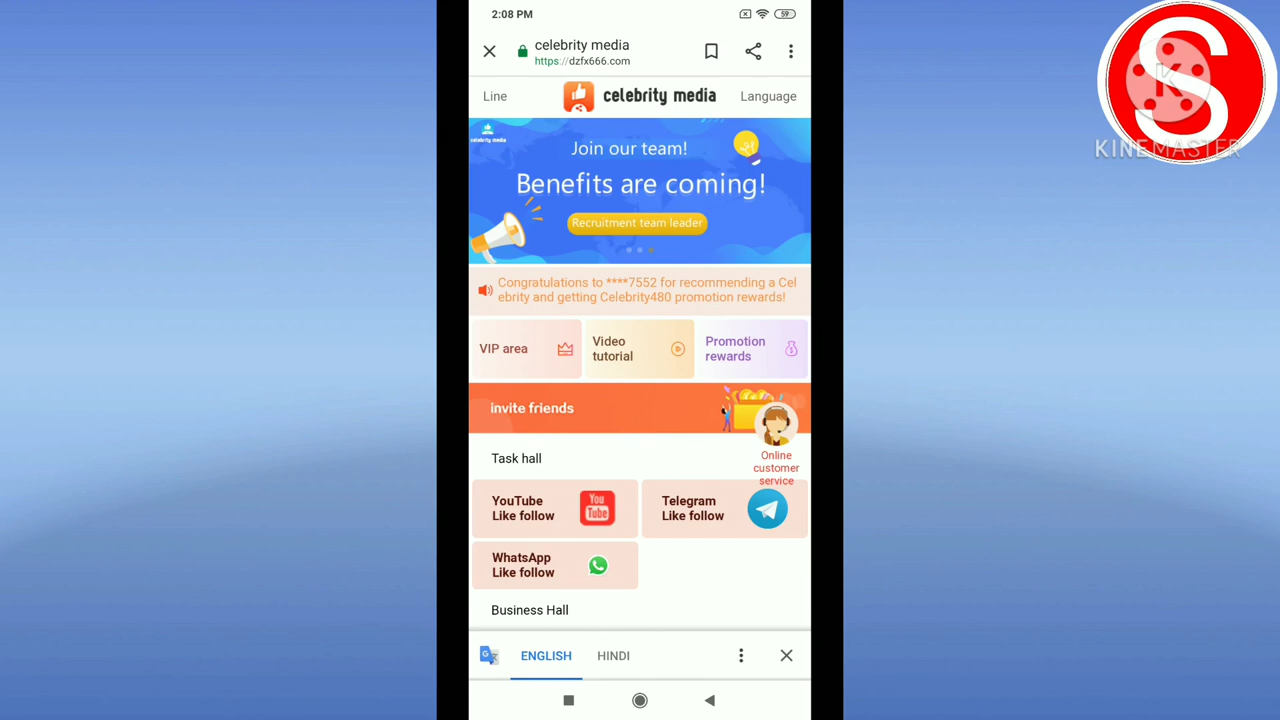 2:08 PM
59
celebrity media
https://dzfx666.com
Line
celebrity media
Language
celebrity media
Join our team!
Benefits are coming!
Recruitment team leader
Congratulations to ****7552 for recommending a Cel
ebrity and getting Celebrity480 promotion rewards!
VIP area
Video
tutorial
Promotion
rewards
invite friends
Task hall
Online
customer
service
YouTube
Like follow
You
Tube
Telegram
Like follow
WhatsApp
Like follow
Business Hall
ENGLISH
HINDI
S
K
KINEMASTER